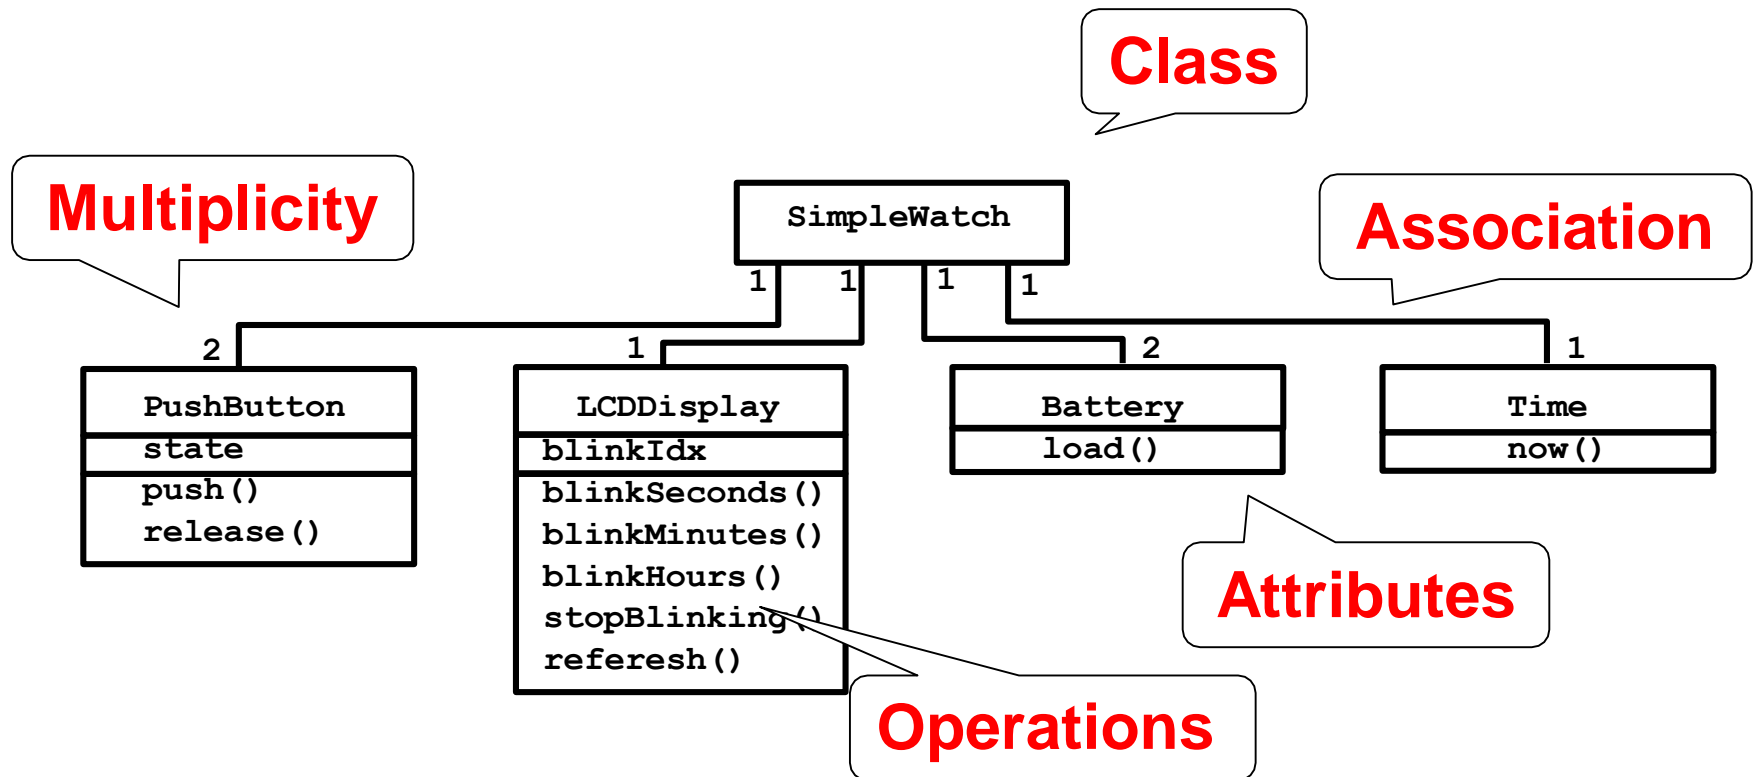 Class
Multiplicity
SimpleWatch
Association
1 1 1 1
2 1 2 1
PushButton
state
push()
release()
LCDDisplay
blinkIdx
blinkSeconds()
blinkMinutes()
blinkHours()
stopBlinking()
referesh()
Battery
load()
Time
now()
Attributes
Operations